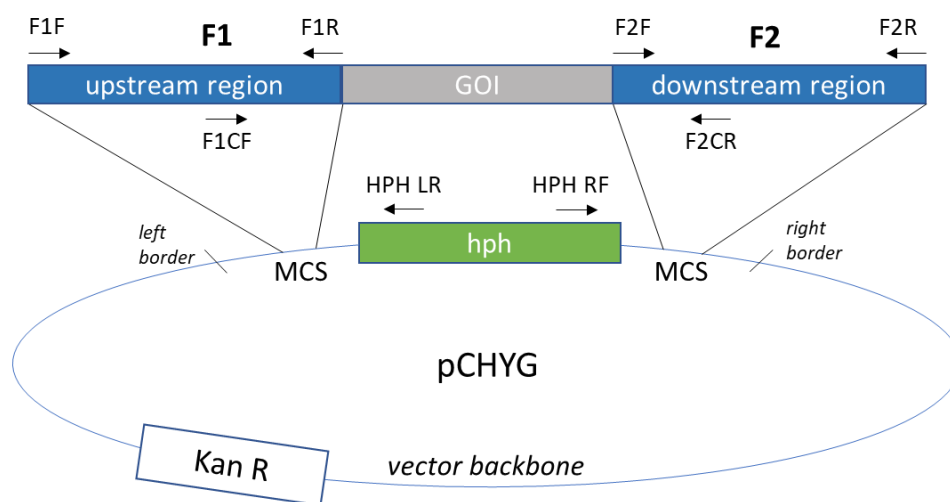 F1F
F1
F1R
F2F
F2
F2R
upstream region
GOI
downstream region
F1CF
F2CR
HPH LR
HPH RF
left
border
hph
right
border
MCS
MCS
pCHYG
Kan R
vector backbone